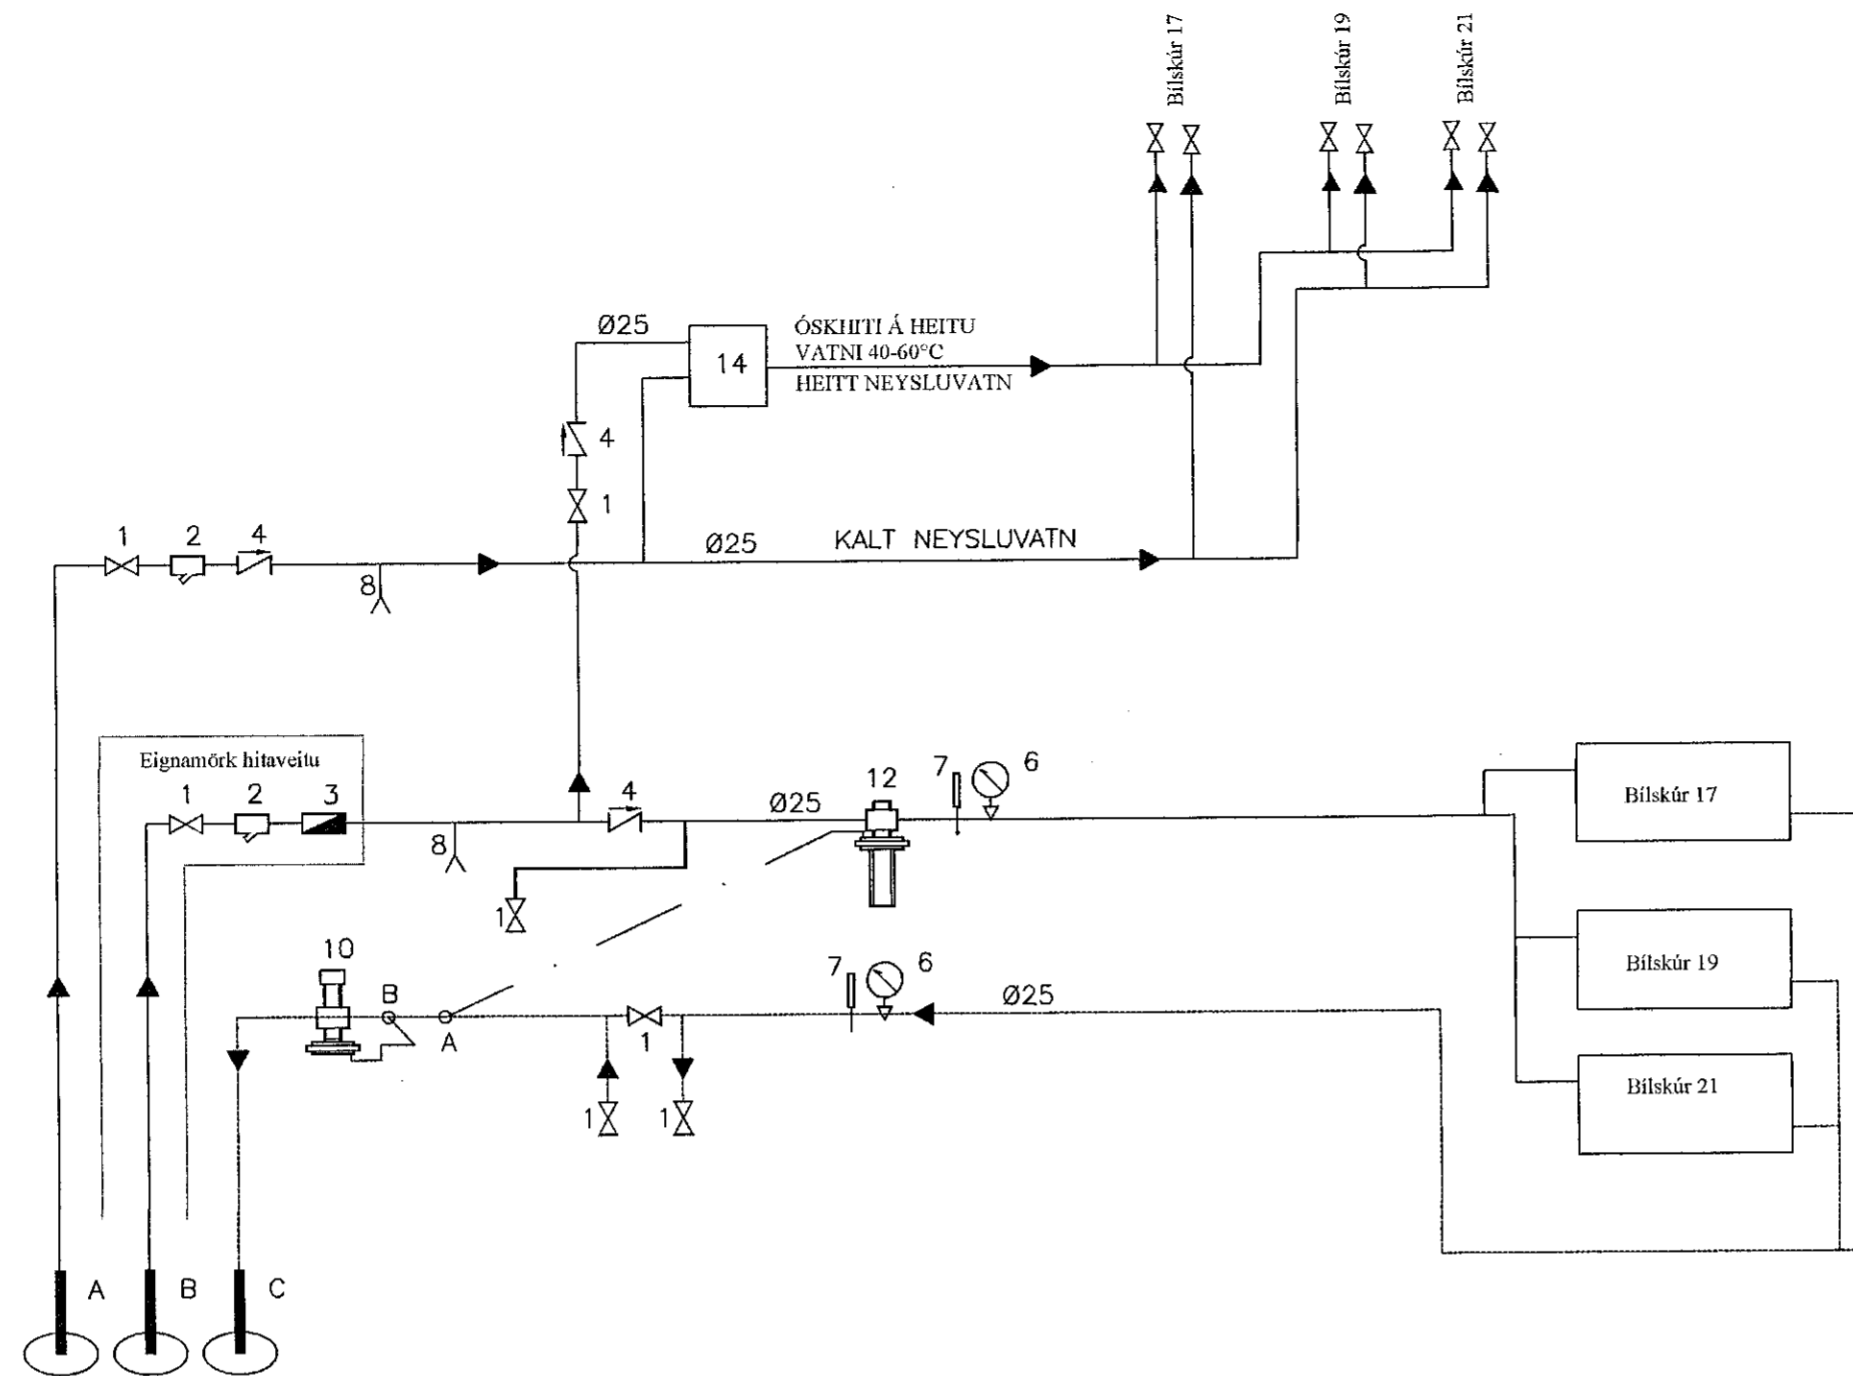 Bílskúr 17
Bílskúr 19
Bílskúr 21
Ø25
14
ÓSKHITI Á HEITU
VATNI 40-60°C
HEITT NEYSLUVATN
4
1
1
2
4
8
Ø25
KALT NEYSLUVATN
Eignamörk hitaveitu
1
2
3
8
4
Ø25
12
7
6
1
Bílskúr 17
10
B
A
1
7
6
Ø25
1
1
Bílskúr 19
Bílskúr 21
A
B
C